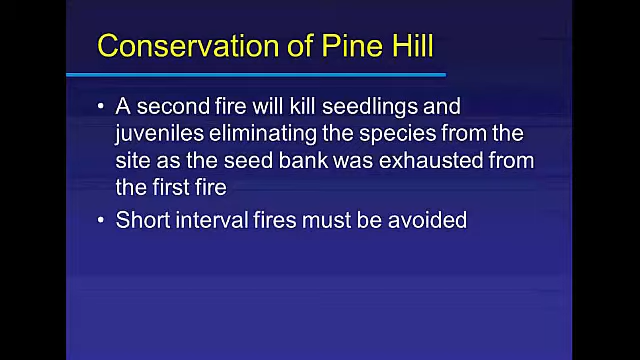 Conservation of Pine Hill
• A second fire will kill seedlings and
juveniles eliminating the species from the
site as the seed bank was exhausted from
the first fire
• Short interval fires must be avoided